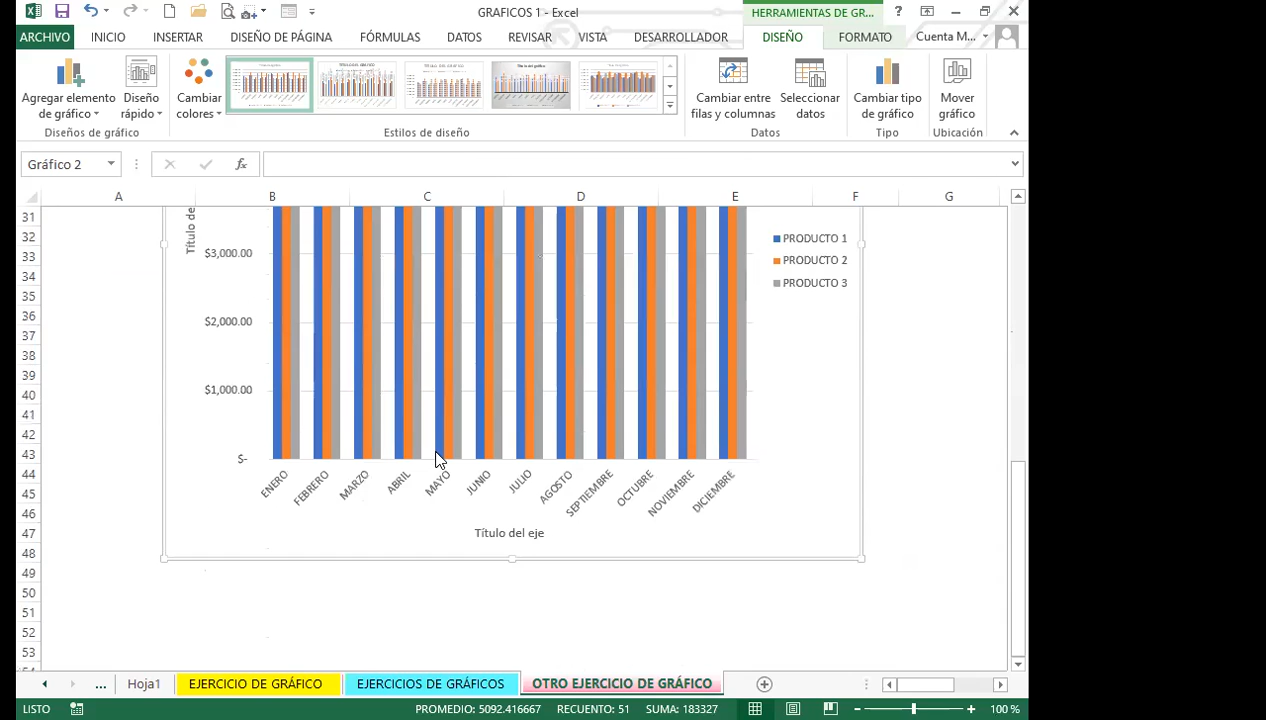 GRAFICOS 1 - Excel
HERRAMIENTAS DE GR...
?
ARCHIVO INICIO INSERTAR DISEÑO DE PÁGINA FÓRMULAS DATOS REVISAR VISTA DESARROLLADOR DISEÑO FORMATO Cuenta M...
Agregar elemento de gráfico
Diseño rápido
Cambiar colores
Cambiar entre filas y columnas
Seleccionar datos
Cambiar tipo de gráfico
Mover gráfico
Diseños de gráfico Estilos de diseño Datos Tipo Ubicación
Gráfico 2 fx
A B C D E F G
31
32
33
34
35
36
37
38
39
40
41
42
43
44
45
46
47
48
49
50
51
52
53
Título de
$3,000.00
$2,000.00
$1,000.00
$-
PRODUCTO 1
PRODUCTO 2
PRODUCTO 3
ENERO FEBRERO MARZO ABRIL MAYO JUNIO JULIO AGOSTO SEPTIEMBRE OCTUBRE NOVIEMBRE DICIEMBRE
Título del eje
... Hoja1 EJERCICIO DE GRÁFICO EJERCICIOS DE GRÁFICOS OTRO EJERCICIO DE GRÁFICO
LISTO PROMEDIO: 5092.416667 RECUENTO: 51 SUMA: 183327 100 %